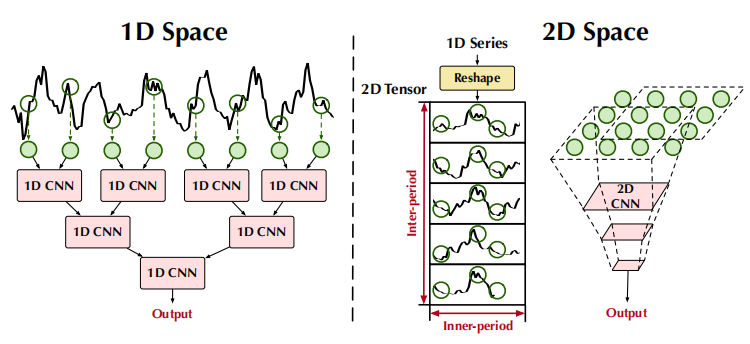 1D Space
1D CNN
1D CNN
1D CNN
1D CNN
1D CNN
1D CNN
1D CNN
Output
2D Space
1D Series
Reshape
2D Tensor
Inter-period
Inner-period
2D
CNN
Output